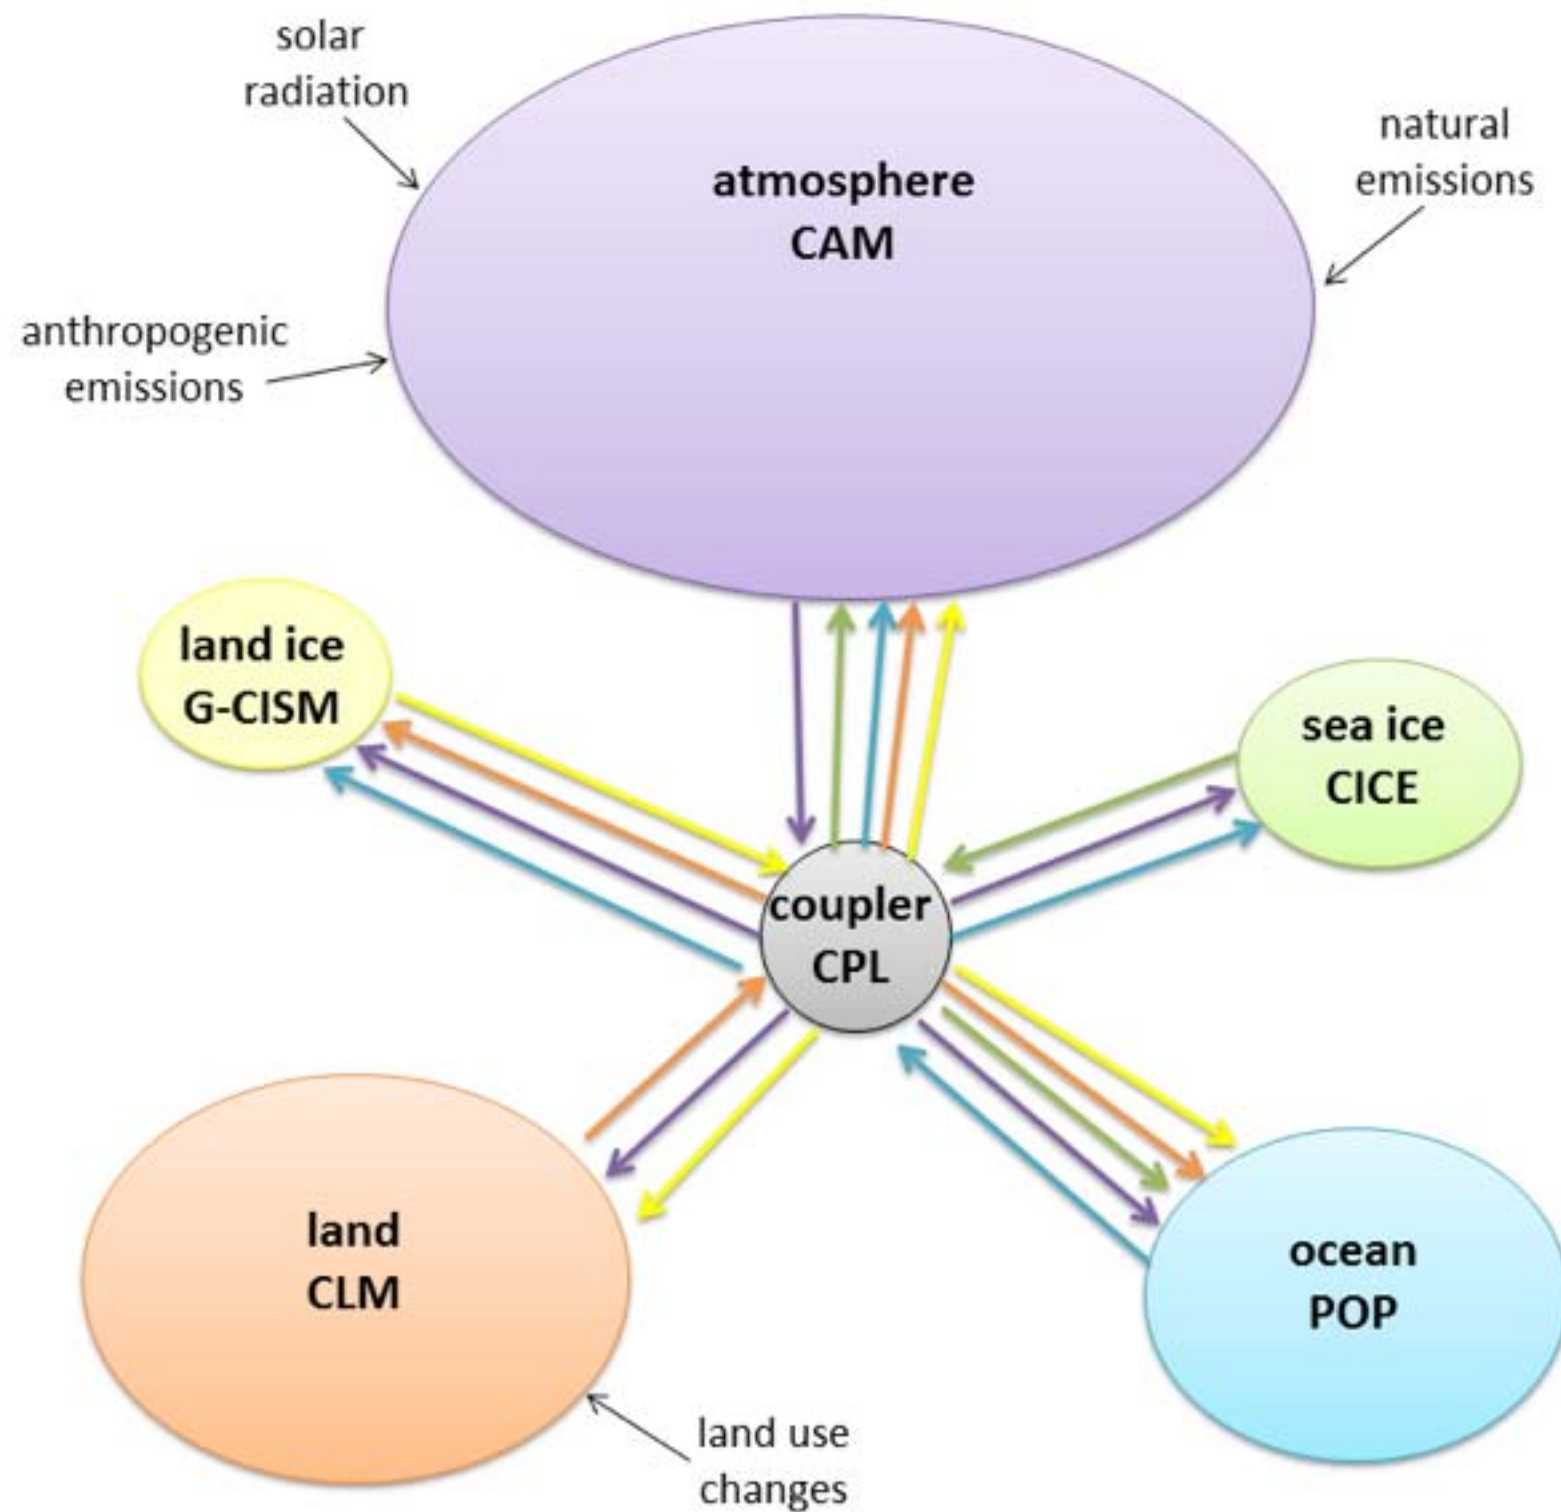 solar
radiation
natural
emissions
atmosphere
CAM
anthropogenic
emissions
land ice
G-CISM
sea ice
CICE
coupler
CPL
land
CLM
ocean
POP
land use
changes